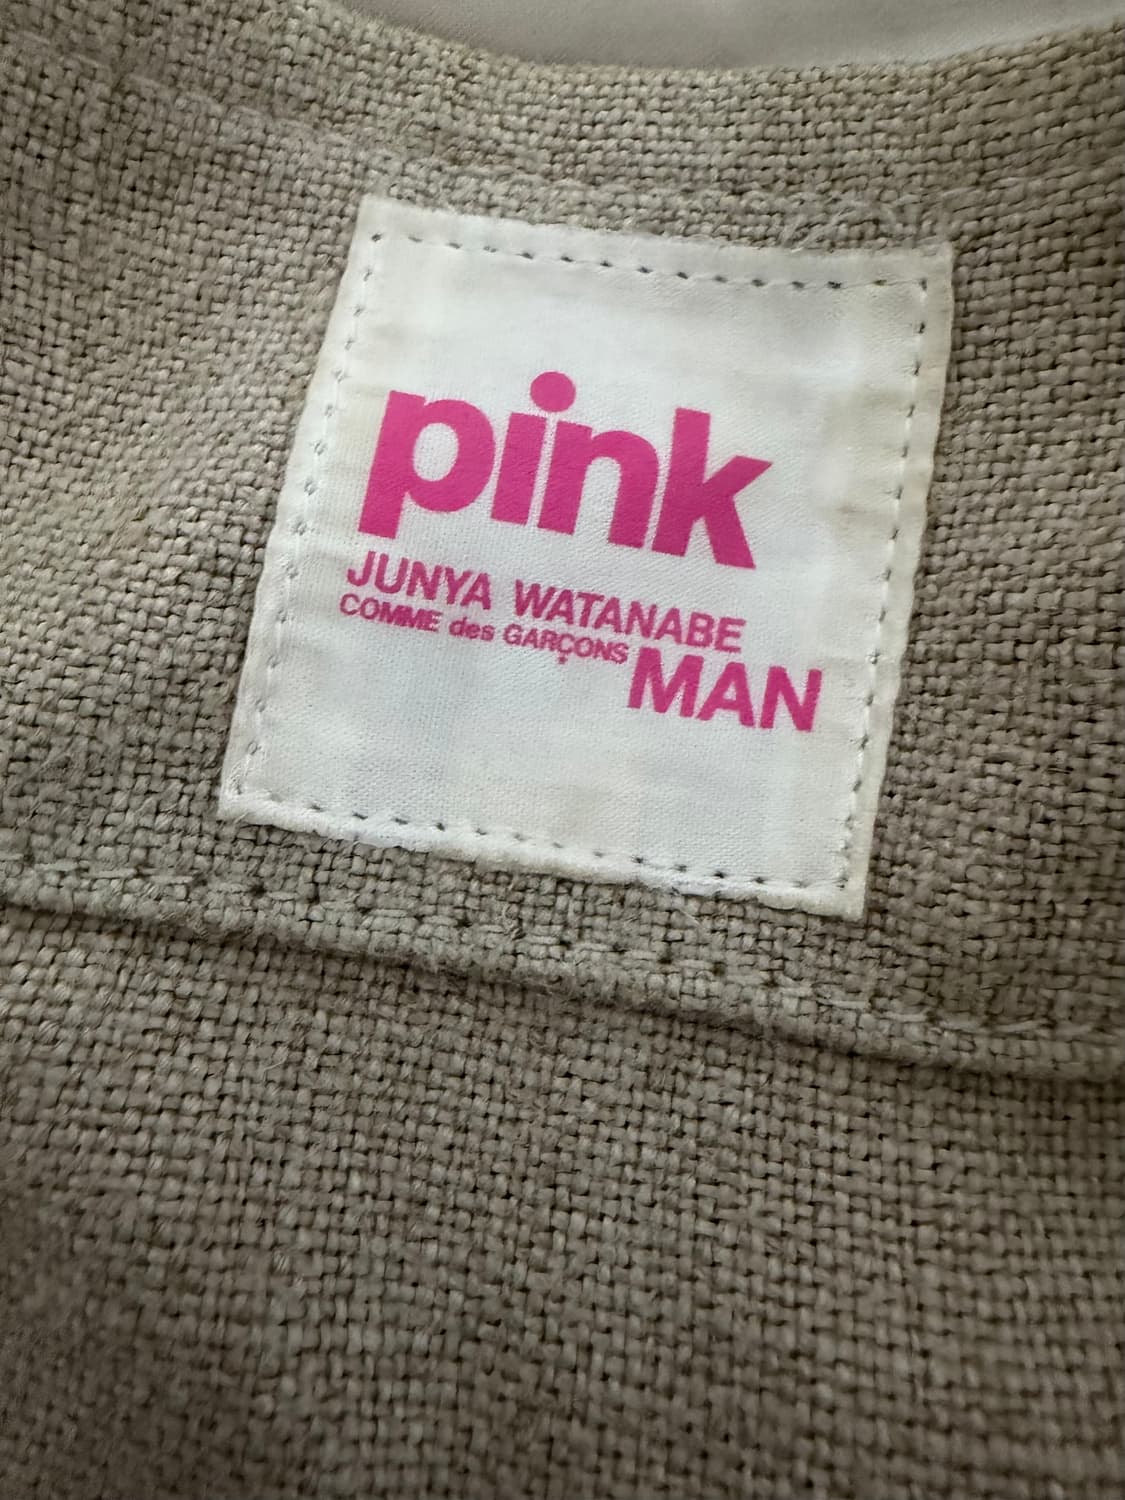 pink
JUNYA WATANABE
COMME des GARÇONS MAN